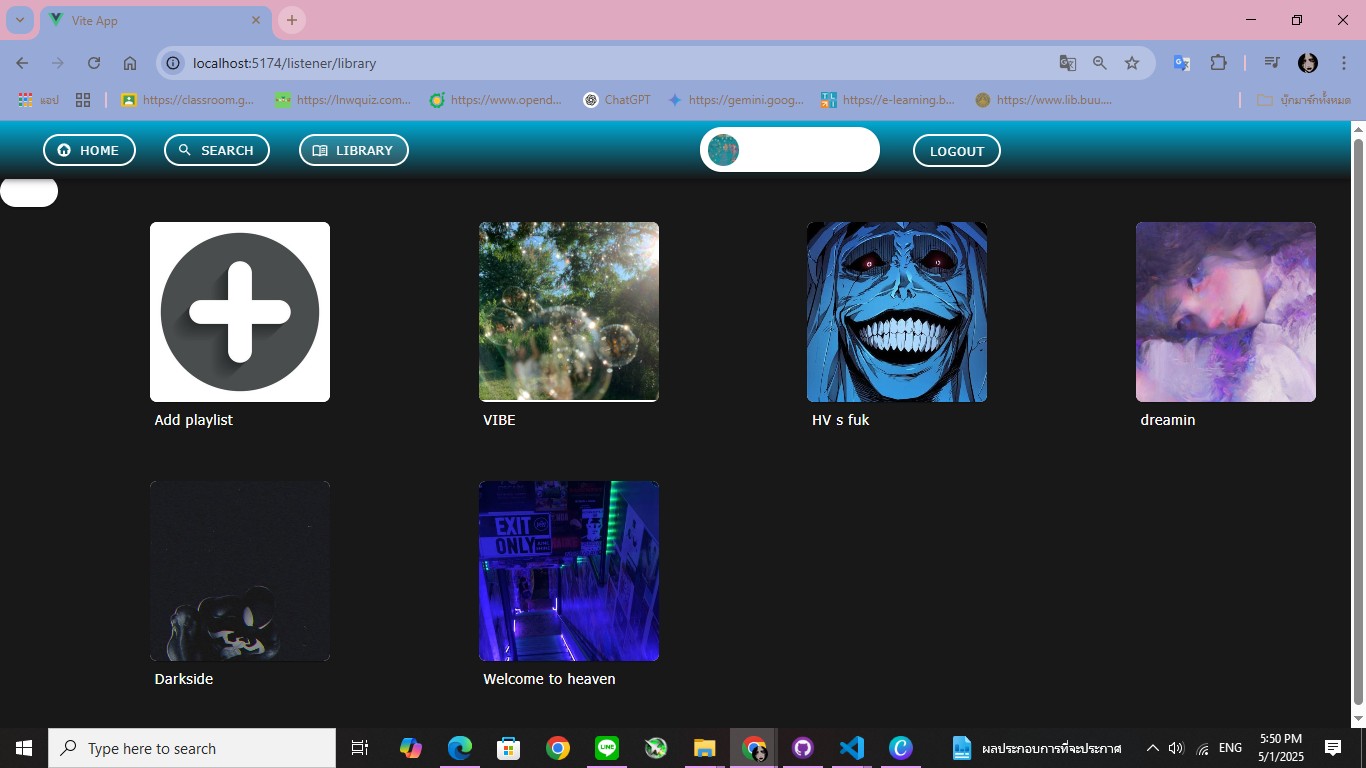 Vite App
localhost:5174/listener/library
แอป
https://classroom.g...
https://lnwquiz.com...
https://www.opend...
ChatGPT
https://gemini.goog...
https://e-learning.b...
https://www.lib.buu....
บุ๊กมาร์กทั้งหมด
HOME
SEARCH
LIBRARY
LOGOUT
Add playlist
VIBE
HV s fuk
dreamin
EXIT
ONLY
Darkside
Welcome to heaven
Type here to search
LINE
ผลประกอบการที่จะประกาศ
ENG
5:50 PM
5/1/2025